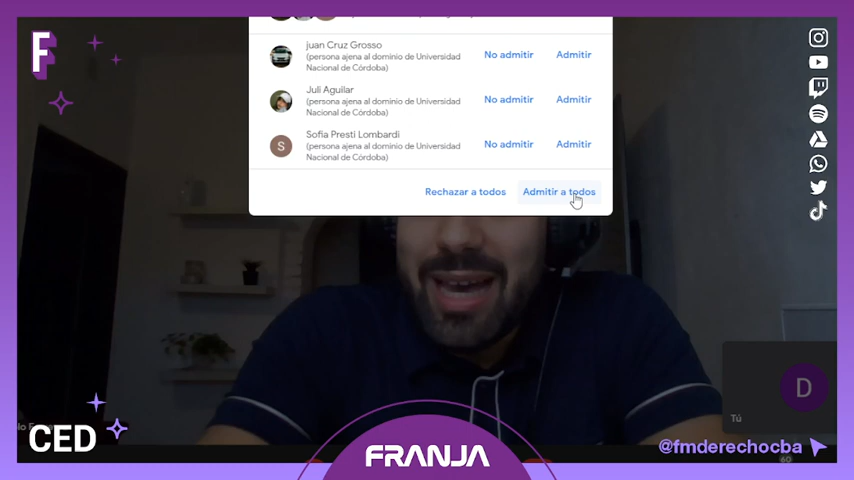 F
juan Cruz Grosso
(persona ajena al dominio de Universidad
Nacional de Córdoba)
No admitir
Admitir
Juli Aguilar
(persona ajena al dominio de Universidad
Nacional de Córdoba)
No admitir
Admitir
S
Sofia Presti Lombardi
(persona ajena al dominio de Universidad
Nacional de Córdoba)
No admitir
Admitir
Rechazar a todos
Admitir a todos
D
Tú
CED
FRANJA
@fmderechocba
60